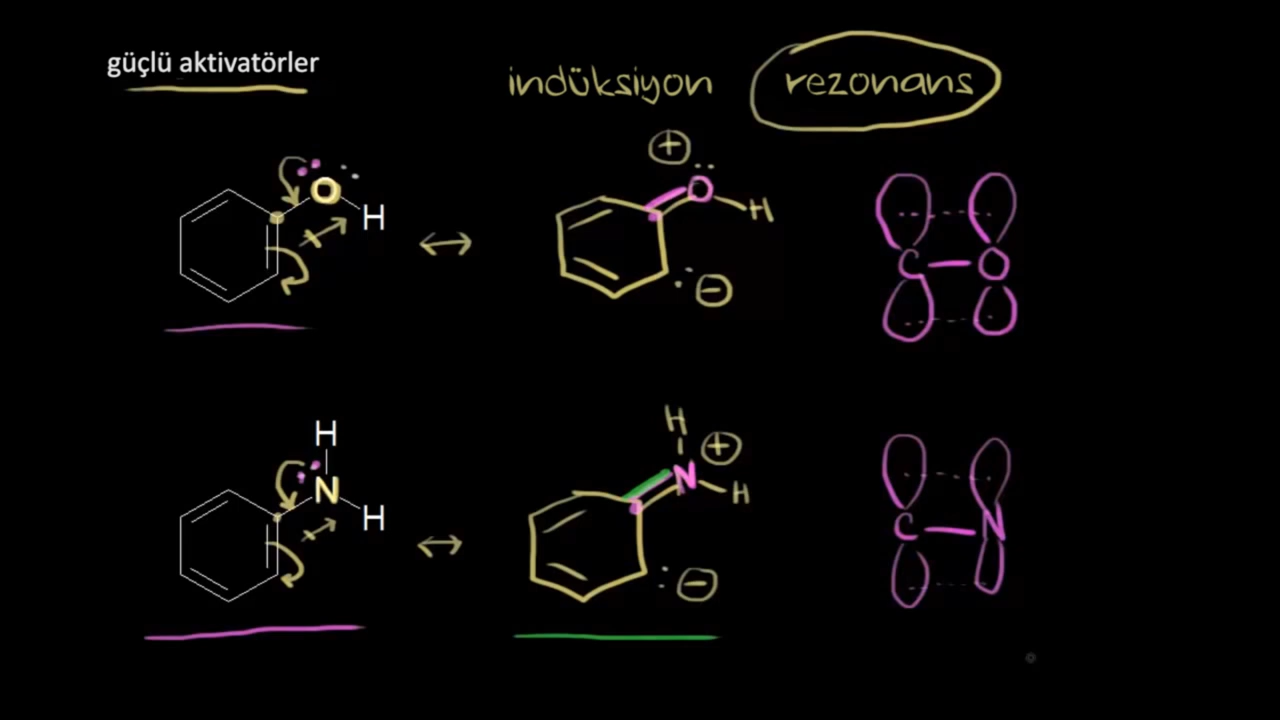 güçlü aktivatörler
indüksiyon rezonans
+
O H O H C O
−
H H
+
N H N H C N
−